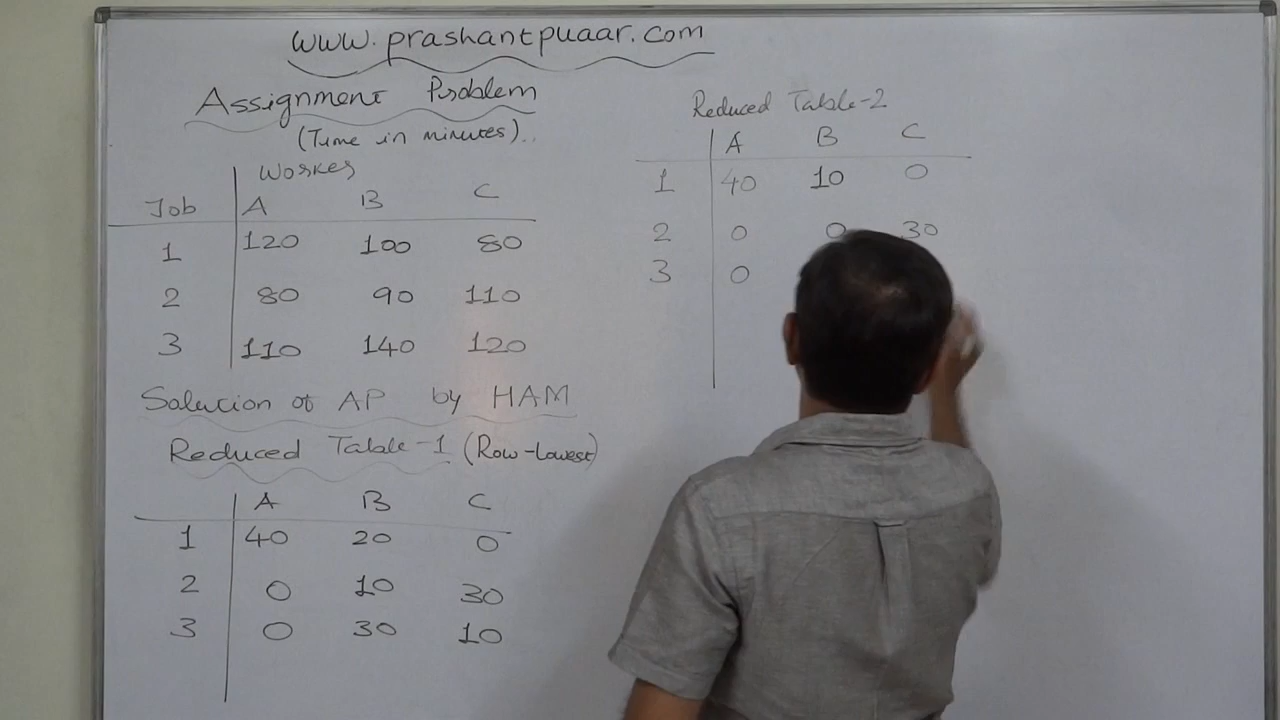 www.prashantpuaar.com
Assignment Problem
(Time in minutes)..
Worker
Job A B C
1 120 100 80
2 80 90 110
3 110 140 120
Solution of AP by HAM
Reduced Table-1 (Row-Lowest)
A B C
1 40 20 0
2 0 10 30
3 0 30 10
Reduced Table-2
A B C
1 40 10 0
2 0 0 30
3 0